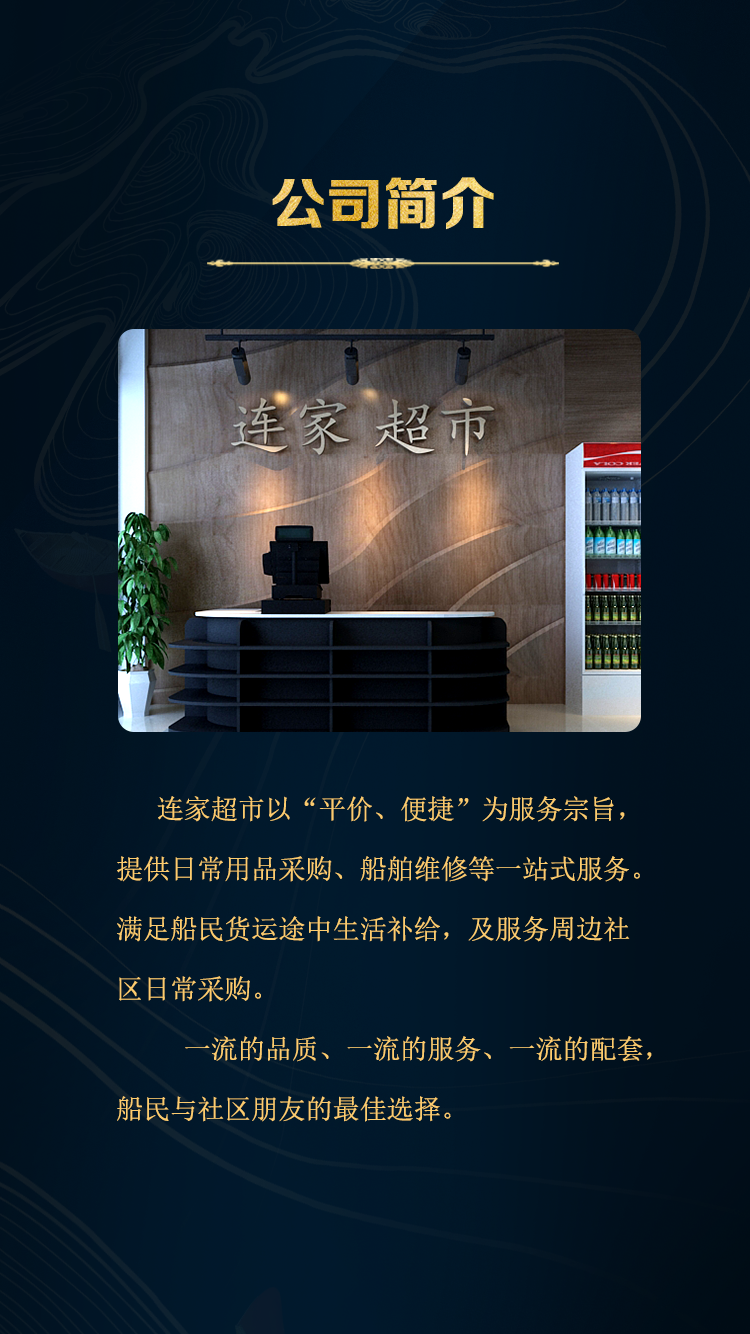 公司简介
连家 超市
连家超市以“平价、便捷”为服务宗旨，
提供日常用品采购、船舶维修等一站式服务。
满足船民货运途中生活补给，及服务周边社
区日常采购。
一流的品质、一流的服务、一流的配套，
船民与社区朋友的最佳选择。